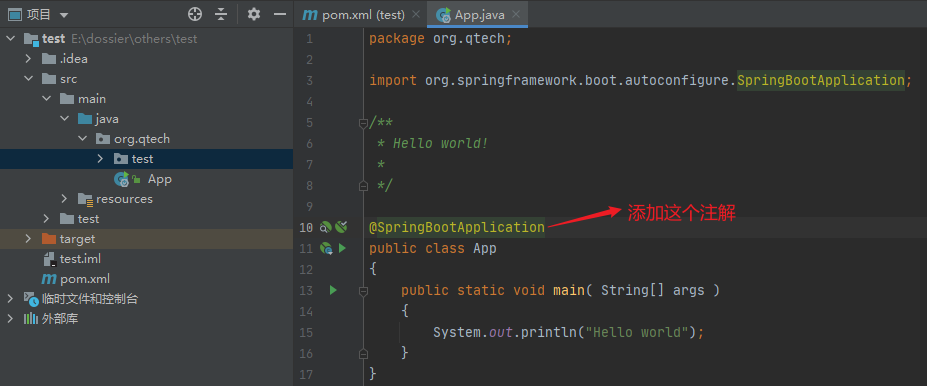 项目
test E:\dossier\others\test
.idea
src
main
java
org.qtech
test
App
resources
test
target
test.iml
pom.xml
临时文件和控制台
外部库
pom.xml (test)
App.java
1 package org.qtech;
2
3 import org.springframework.boot.autoconfigure.SpringBootApplication;
4
5 /**
6 * Hello world!
7 *
8 */
9
10 @SpringBootApplication 添加这个注解
11 public class App
12 {
13 public static void main( String[] args )
14 {
15 System.out.println("Hello world");
16 }
17 }